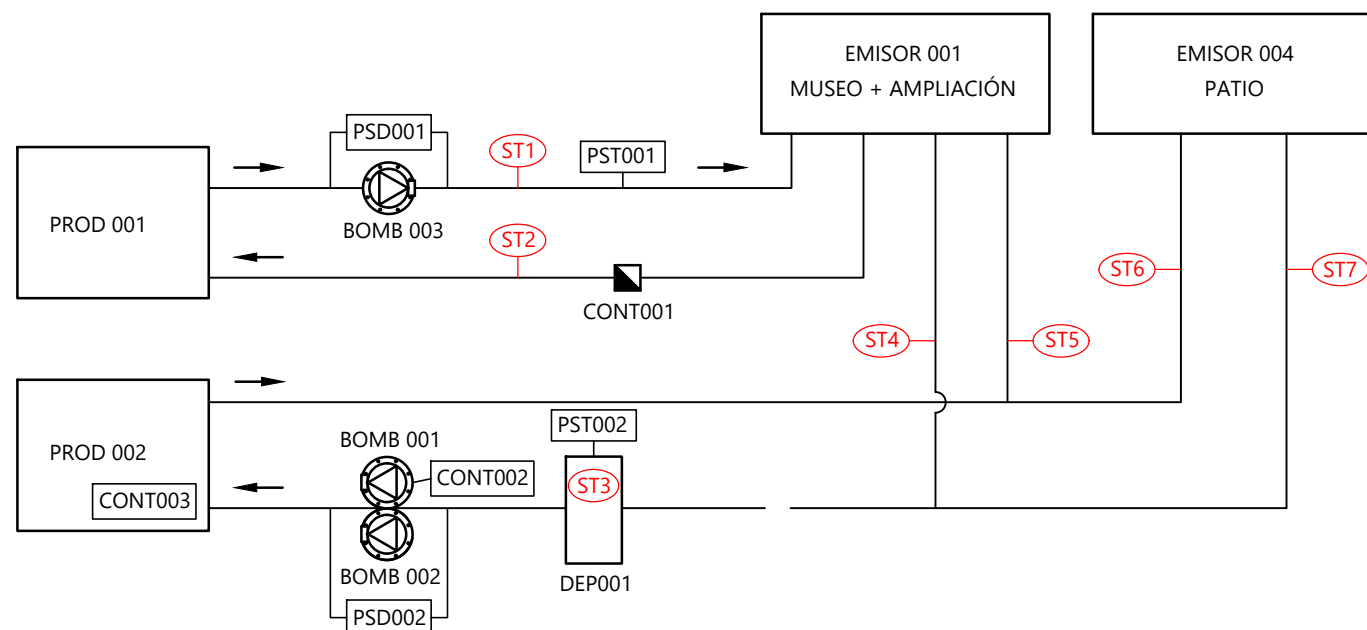 EMISOR 001
MUSEO + AMPLIACIÓN
EMISOR 004
PATIO
PSD001
ST1
PST001
PROD 001
BOMB 003
ST2
CONT001
ST6
ST7
ST4
ST5
PROD 002
CONT003
BOMB 001
CONT002
PST002
ST3
BOMB 002
DEP001
PSD002